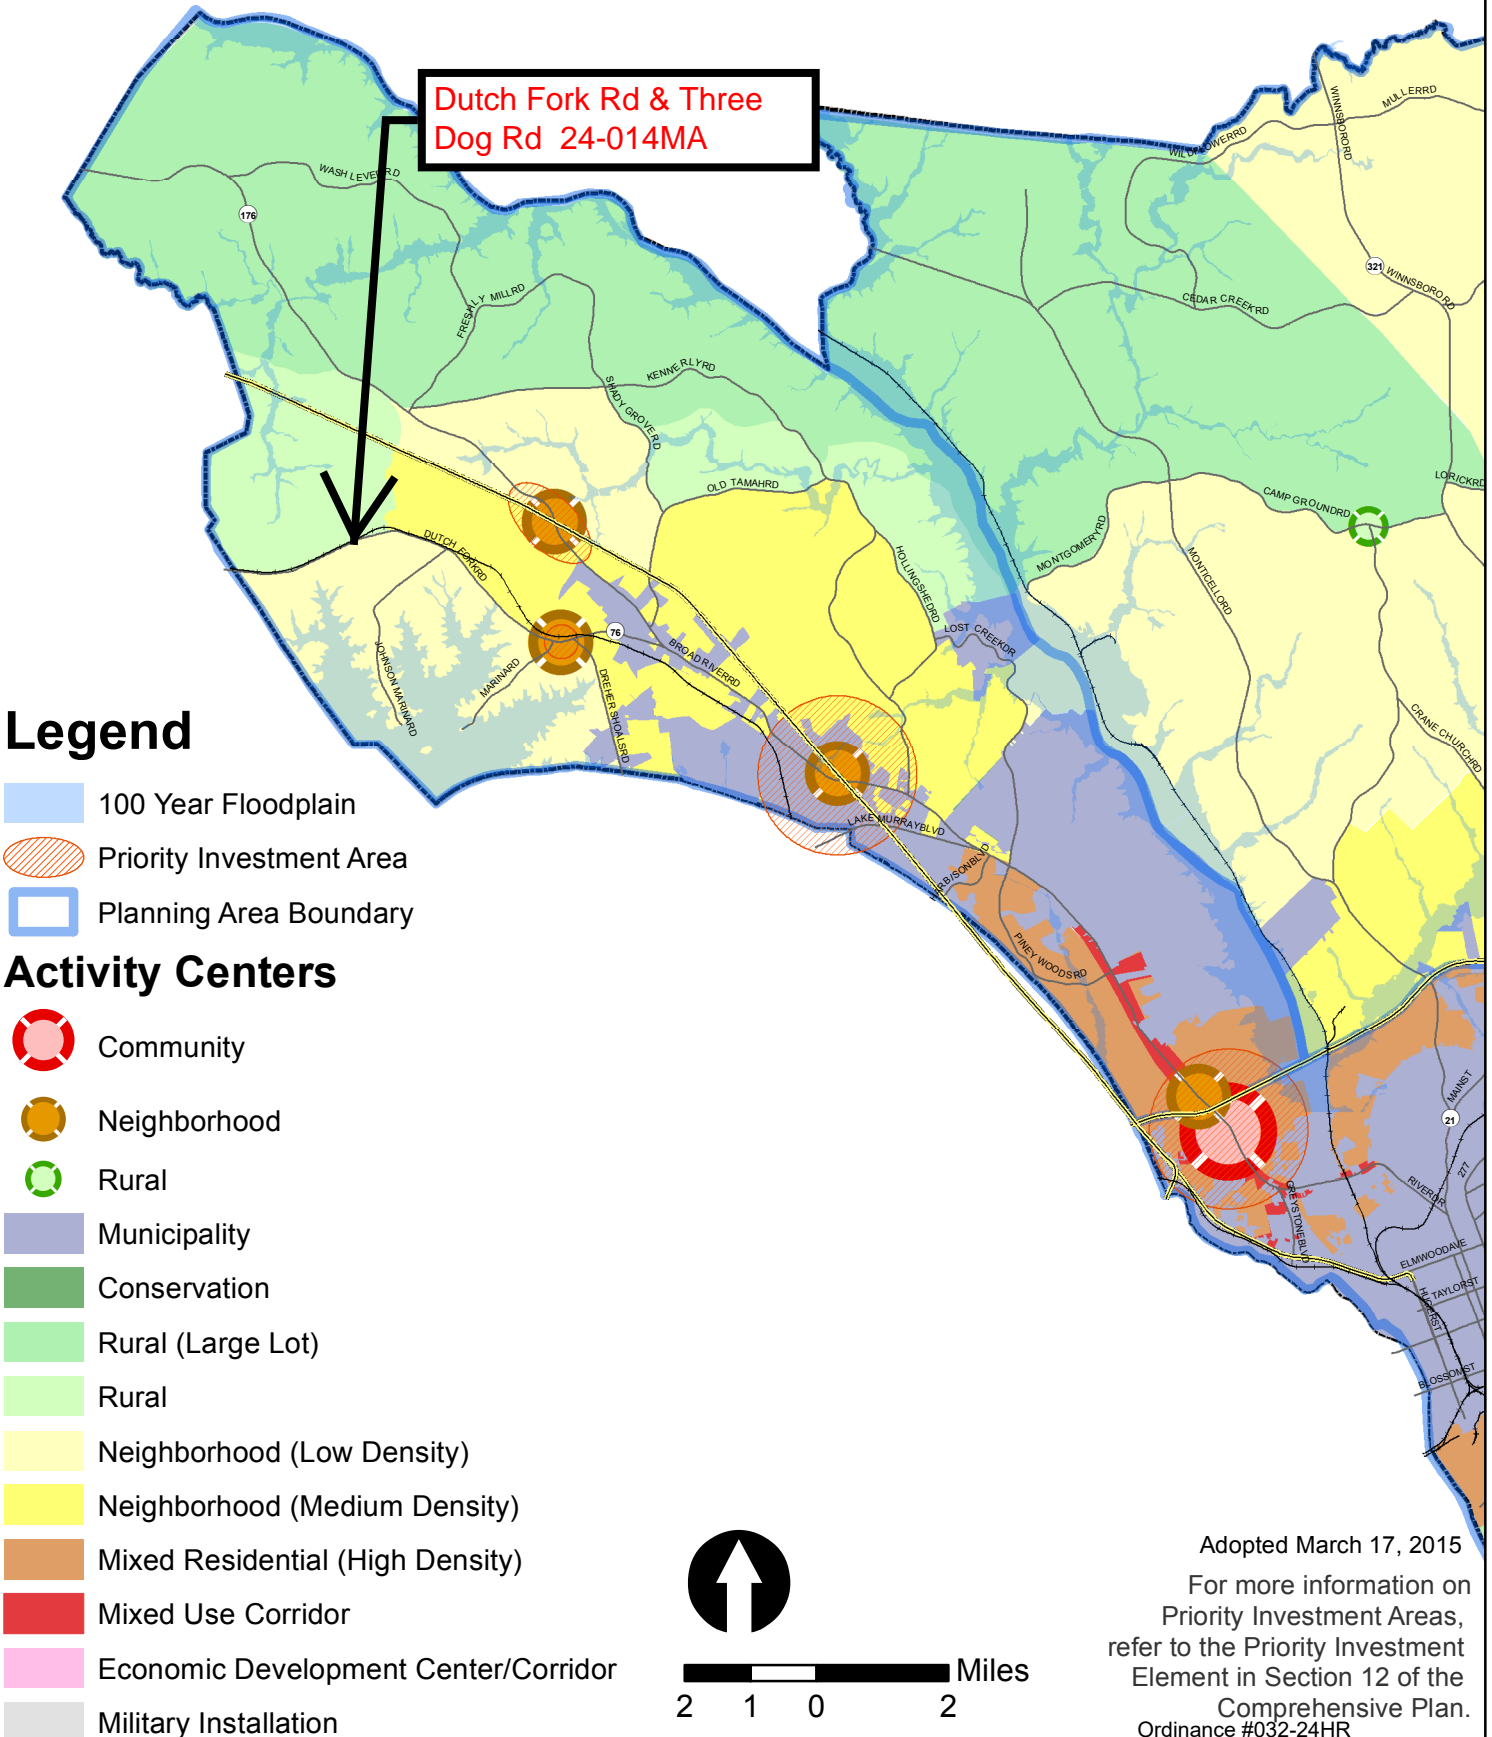 Dutch Fork Rd & Three
Dog Rd 24-014MA
WINNSBORO RD
MULLER RD
WILDFLOWER RD
WASH LEVER RD
176
321
WINNSBORO RD
CEDAR CREEK RD
FRESHLY MILL RD
KENNERLY RD
SHADY GROVE RD
OLD TAMAH RD
LORICK RD
CAMP GROUND RD
MONTGOMERY RD
MONTICELLO RD
DUTCH FORK RD
HOLLINGSHED RD
LOST CREEK DR
76
BROAD RIVER RD
JOHNSON MARINA RD
MARINA RD
DREHER SHOALS RD
CRANE CHURCH RD
LAKE MURRAY BLVD
HARBISON BLVD
PINEY WOODS RD
MAIN ST
21
277
RIVER DR
GREYSTONE BLVD
ELMWOOD AVE
TAYLOR ST
HUGER ST
BLOSSOM ST
Legend
100 Year Floodplain
Priority Investment Area
Planning Area Boundary
Activity Centers
Community
Neighborhood
Rural
Municipality
Conservation
Rural (Large Lot)
Rural
Neighborhood (Low Density)
Neighborhood (Medium Density)
Mixed Residential (High Density)
Mixed Use Corridor
Economic Development Center/Corridor
Military Installation
Miles
2 1 0 2
Adopted March 17, 2015
For more information on
Priority Investment Areas,
refer to the Priority Investment
Element in Section 12 of the
Comprehensive Plan.
Ordinance #032-24HR